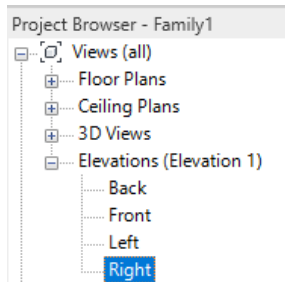 Project Browser - Family1
Views (all)
Floor Plans
Ceiling Plans
3D Views
Elevations (Elevation 1)
Back
Front
Left
Right